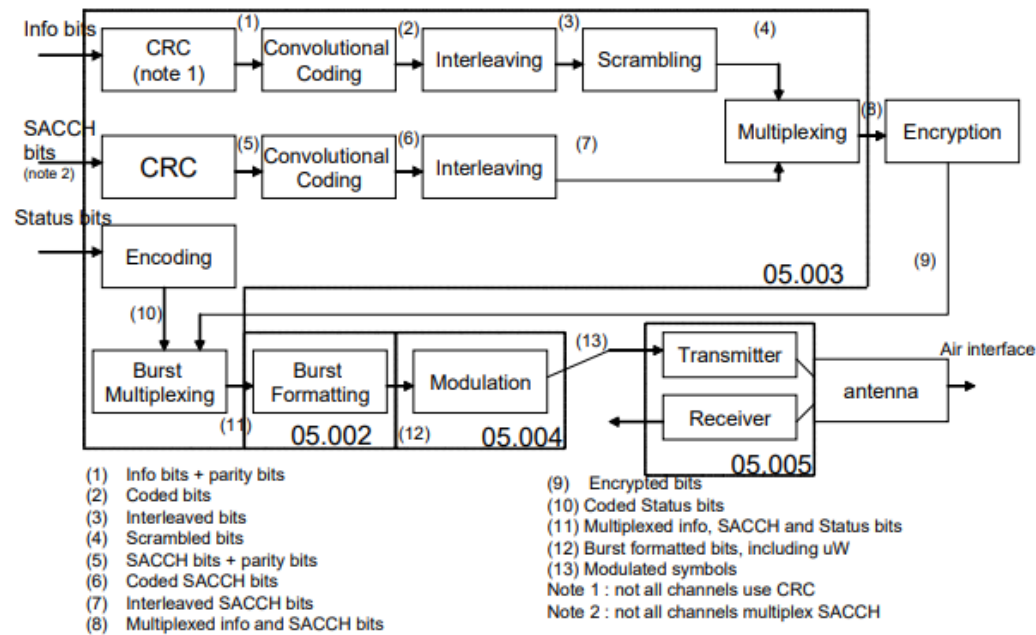 Info bits
(1)
(2)
(3)
(4)
CRC
(note 1)
Convolutional
Coding
Interleaving
Scrambling
Multiplexing
(8)
Encryption
SACCH
bits
(note 2)
CRC
(5)
Convolutional
Coding
(6)
Interleaving
(7)
Status bits
Encoding
05.003
(9)
(10)
Burst
Multiplexing
(11)
Burst
Formatting
05.002
(12)
Modulation
05.004
(13)
Transmitter
Receiver
05.005
antenna
Air interface
(1) Info bits + parity bits
(2) Coded bits
(3) Interleaved bits
(4) Scrambled bits
(5) SACCH bits + parity bits
(6) Coded SACCH bits
(7) Interleaved SACCH bits
(8) Multiplexed info and SACCH bits
(9) Encrypted bits
(10) Coded Status bits
(11) Multiplexed info, SACCH and Status bits
(12) Burst formatted bits, including uW
(13) Modulated symbols
Note 1 : not all channels use CRC
Note 2 : not all channels multiplex SACCH